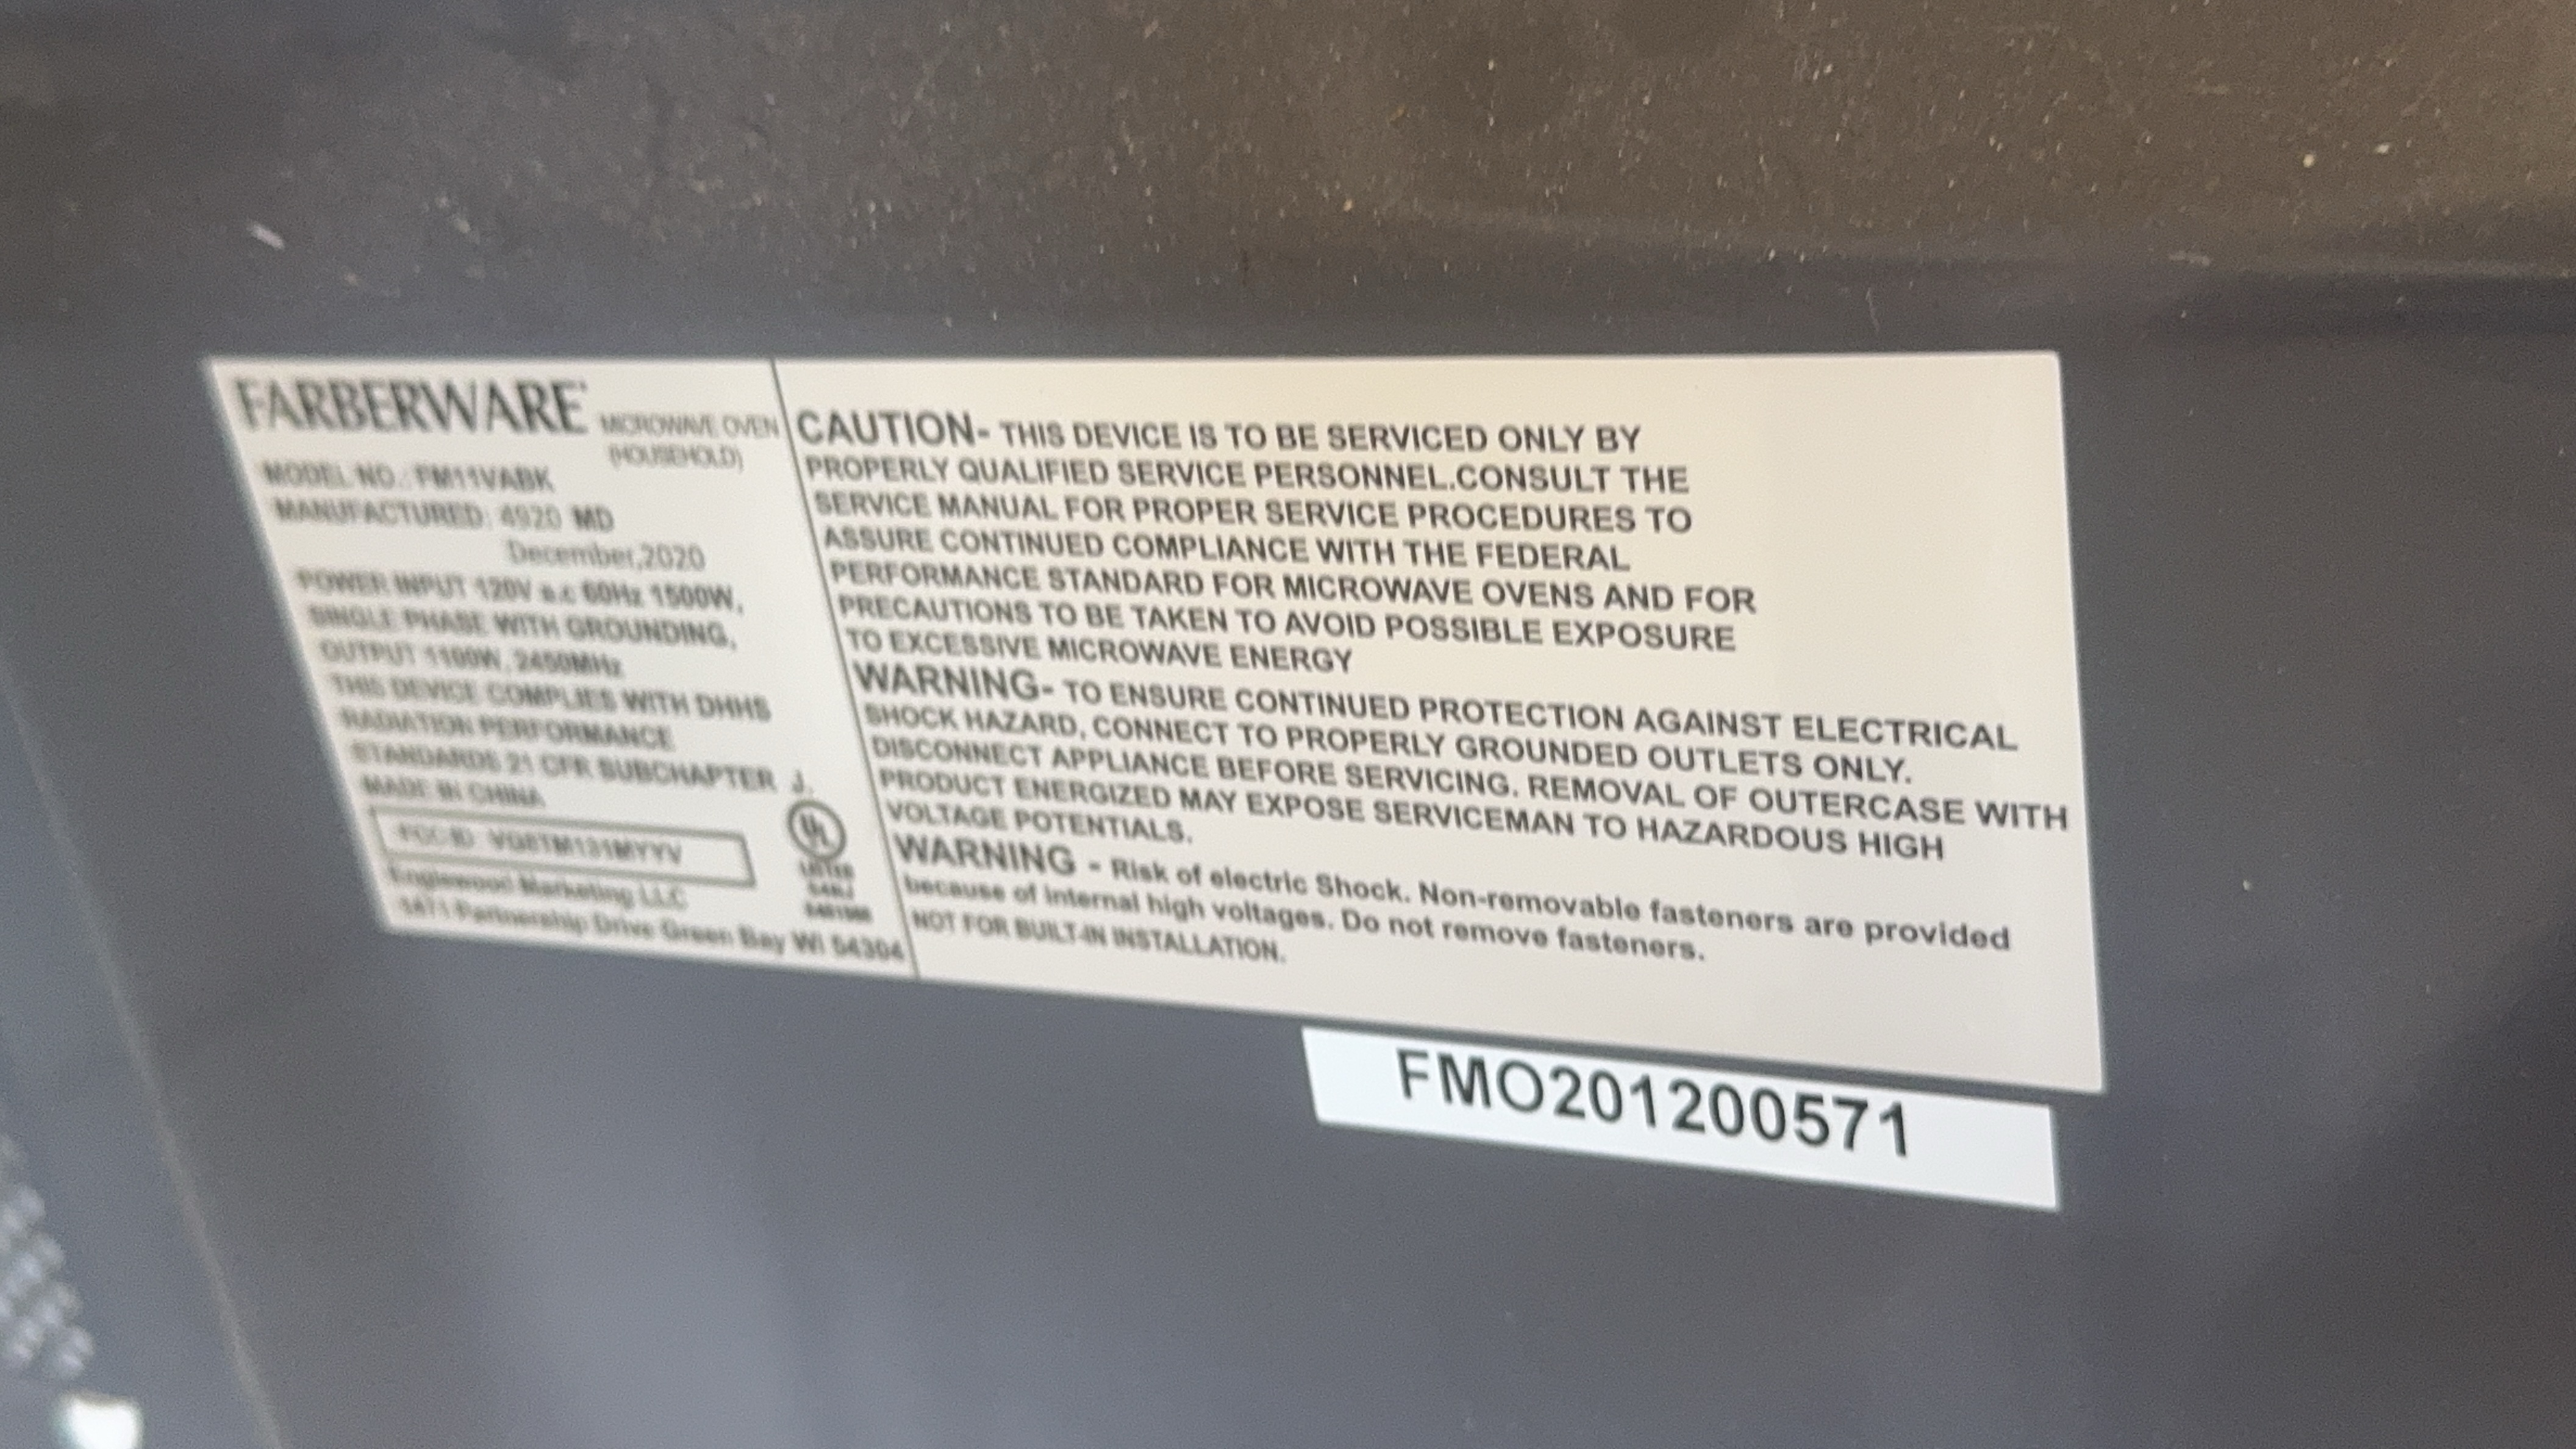 FARBERWARE MICROWAVE OVEN
(HOUSEHOLD)
MODEL NO.: FM11VABK
MANUFACTURED: 4920 MD
December,2020
POWER INPUT 120V a.c 60Hz 1500W,
SINGLE PHASE WITH GROUNDING,
OUTPUT 1100W, 2450MHz
THIS DEVICE COMPLIES WITH DHHS
RADIATION PERFORMANCE
STANDARDS 21 CFR SUBCHAPTER J.
MADE IN CHINA
FCC ID
UL
LISTED
Englewood Marketing LLC
Partnership Drive Green Bay WI 54304
CAUTION- THIS DEVICE IS TO BE SERVICED ONLY BY
PROPERLY QUALIFIED SERVICE PERSONNEL.CONSULT THE
SERVICE MANUAL FOR PROPER SERVICE PROCEDURES TO
ASSURE CONTINUED COMPLIANCE WITH THE FEDERAL
PERFORMANCE STANDARD FOR MICROWAVE OVENS AND FOR
PRECAUTIONS TO BE TAKEN TO AVOID POSSIBLE EXPOSURE
TO EXCESSIVE MICROWAVE ENERGY
WARNING- TO ENSURE CONTINUED PROTECTION AGAINST ELECTRICAL
SHOCK HAZARD, CONNECT TO PROPERLY GROUNDED OUTLETS ONLY.
DISCONNECT APPLIANCE BEFORE SERVICING. REMOVAL OF OUTERCASE WITH
PRODUCT ENERGIZED MAY EXPOSE SERVICEMAN TO HAZARDOUS HIGH
VOLTAGE POTENTIALS.
WARNING - Risk of electric Shock. Non-removable fasteners are provided
because of internal high voltages. Do not remove fasteners.
NOT FOR BUILT-IN INSTALLATION.
FMO201200571